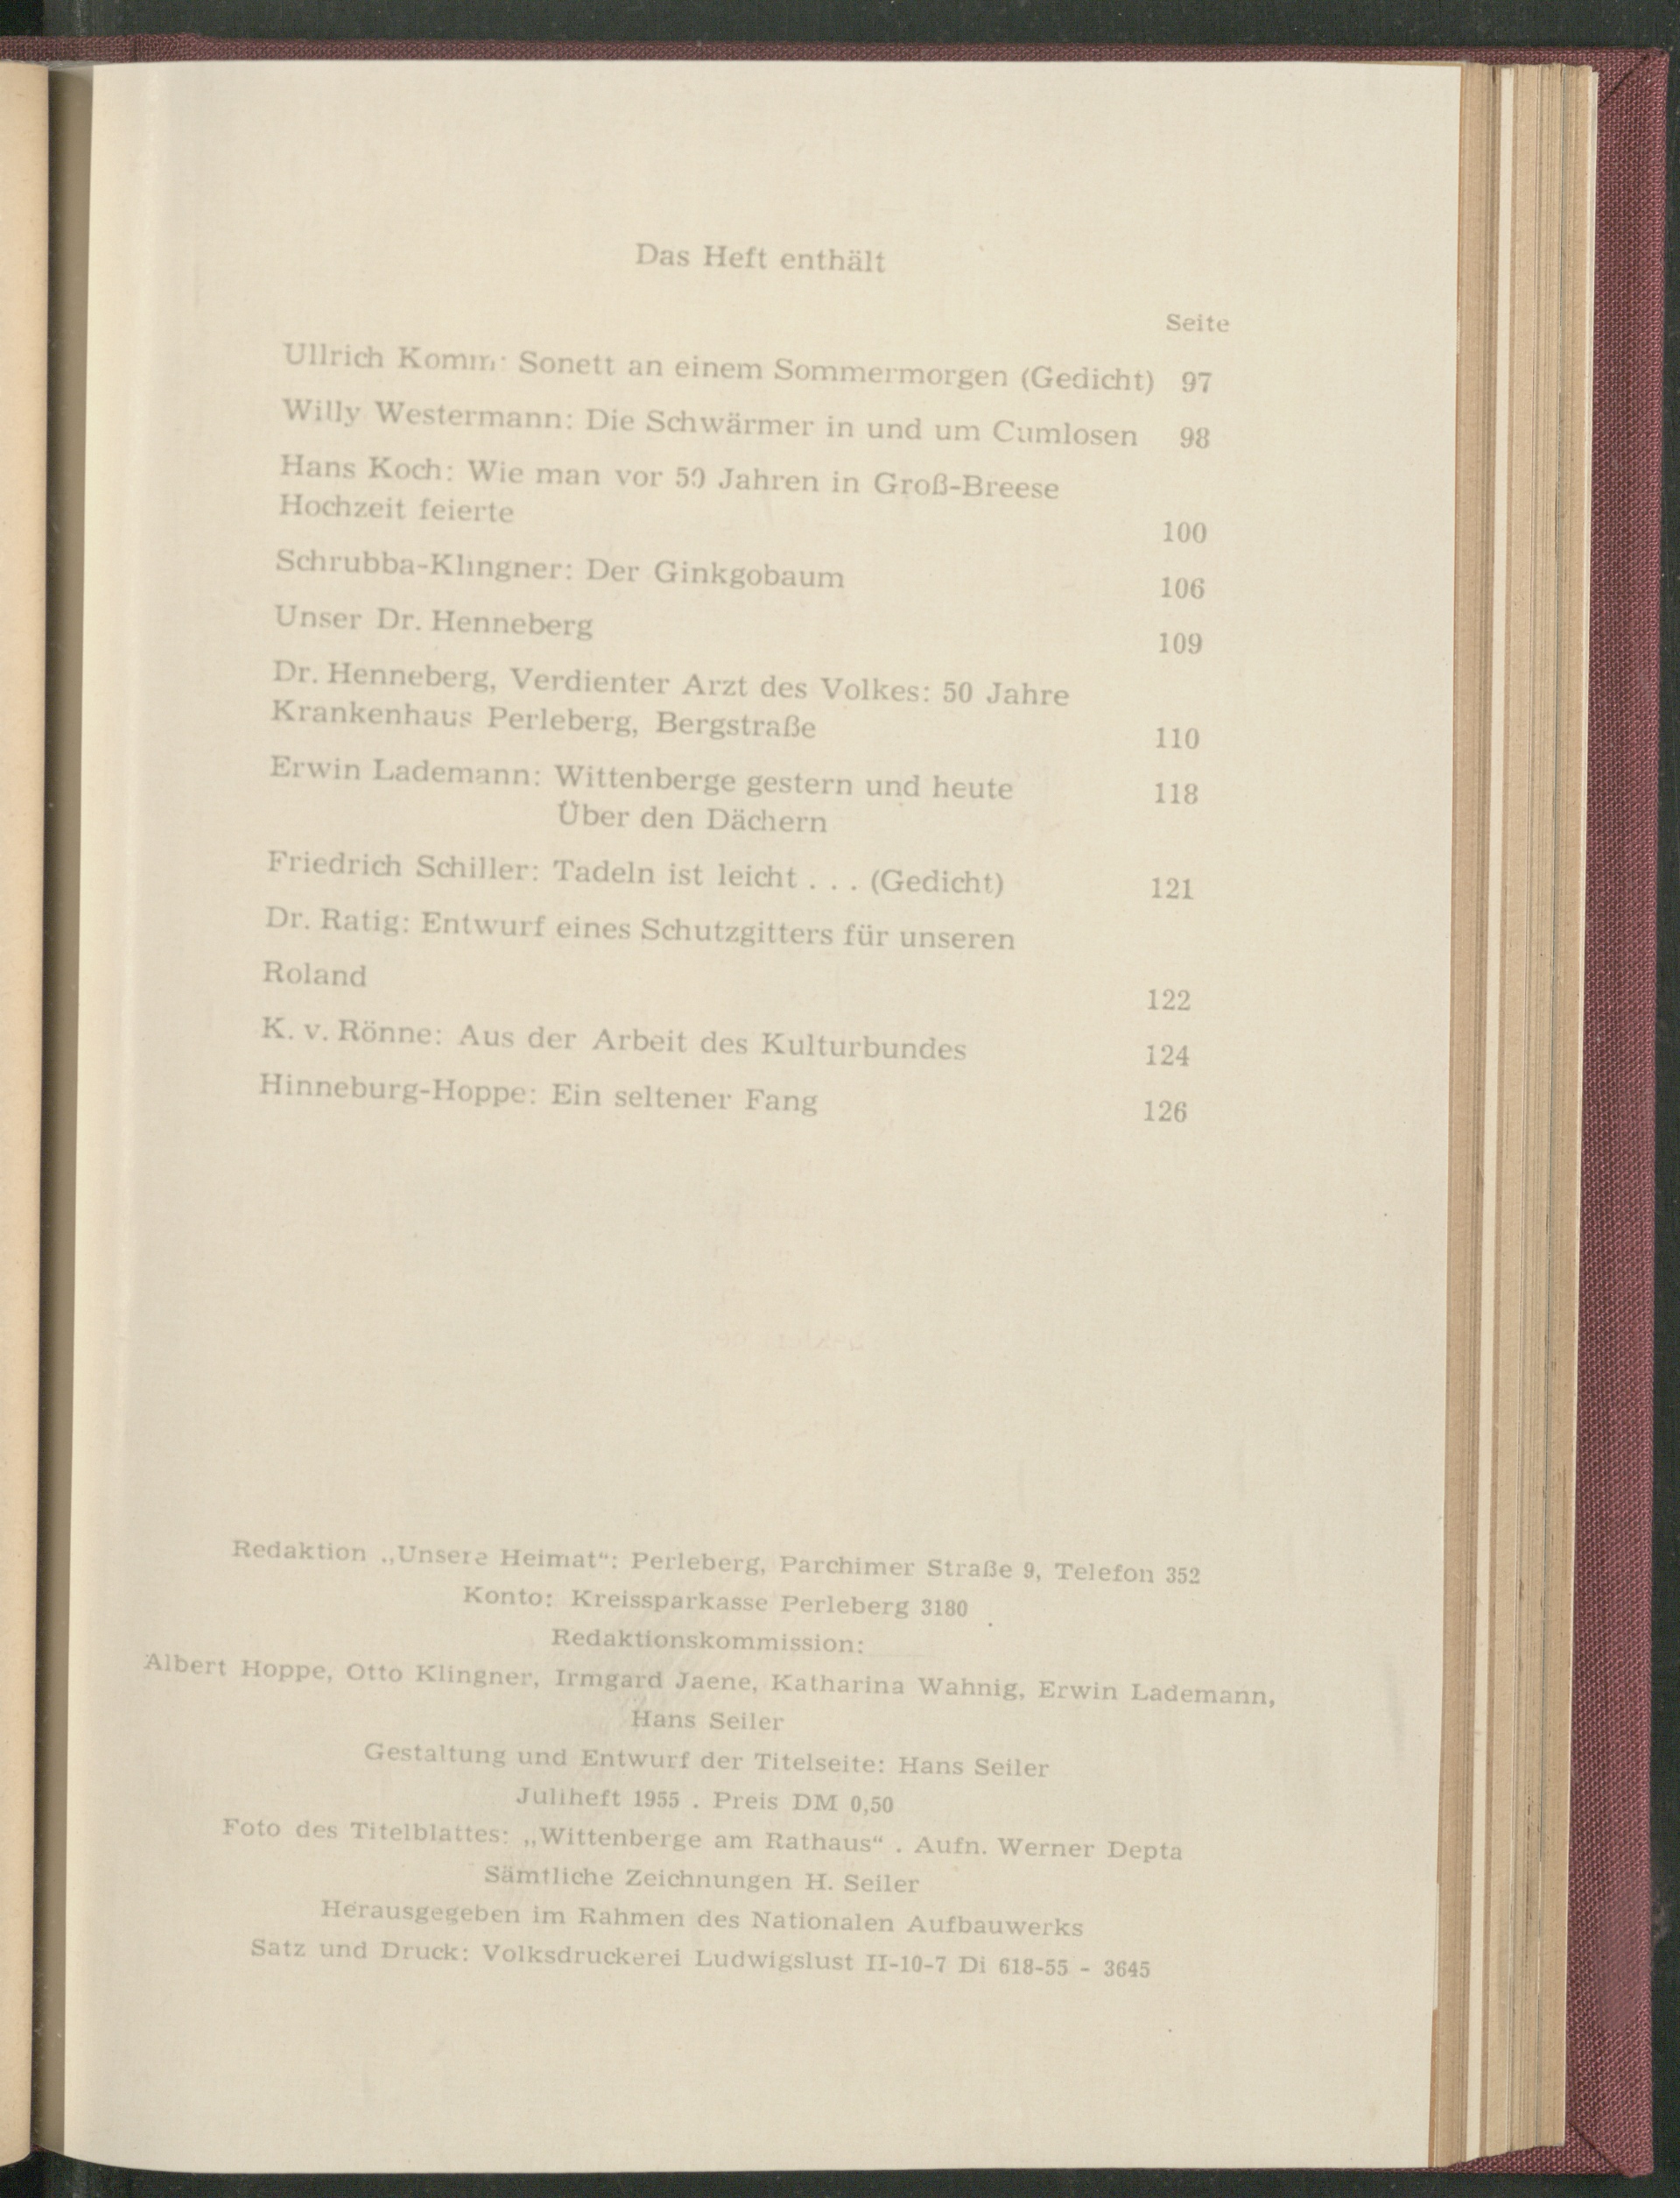 Das Heft enthält
Seite
Ullrich Komm: Sonett an einem Sommermorgen (Gedicht) 97
Willy Westermann: Die Schwärmer in und um Cumlosen 98
Hans Koch: Wie man vor 50 Jahren in Groß-Breese
Hochzeit feierte 100
Schrubba-Klingner: Der Ginkgobaum 106
Unser Dr. Henneberg 109
Dr. Henneberg, Verdienter Arzt des Volkes: 50 Jahre
Krankenhaus Perleberg, Bergstraße 110
Erwin Lademann: Wittenberge gestern und heute 118
Über den Dächern
Friedrich Schiller: Tadeln ist leicht . . . (Gedicht) 121
Dr. Ratig: Entwurf eines Schutzgitters für unseren
Roland 122
K. v. Rönne: Aus der Arbeit des Kulturbundes 124
Hinneburg-Hoppe: Ein seltener Fang 126
Redaktion „Unsere Heimat“: Perleberg, Parchimer Straße 9, Telefon 352
Konto: Kreissparkasse Perleberg 3180
Redaktionskommission:
Albert Hoppe, Otto Klingner, Irmgard Jaene, Katharina Wahnig, Erwin Lademann,
Hans Seiler
Gestaltung und Entwurf der Titelseite: Hans Seiler
Juliheft 1955 . Preis DM 0,50
Foto des Titelblattes: „Wittenberge am Rathaus“ . Aufn. Werner Depta
Sämtliche Zeichnungen H. Seiler
Herausgegeben im Rahmen des Nationalen Aufbauwerks
Satz und Druck: Volksdruckerei Ludwigslust II-10-7 Di 618-55 - 3645